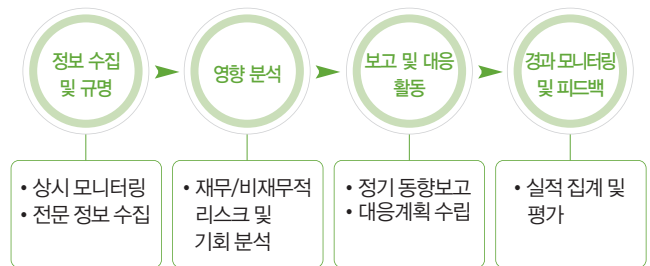 정보 수집
및 규명
영향 분석
보고 및 대응
활동
경과 모니터링
및 피드백
• 상시 모니터링
• 전문 정보 수집
• 재무/비재무적
리스크 및
기회 분석
• 정기 동향보고
• 대응계획 수립
• 실적 집계 및
평가